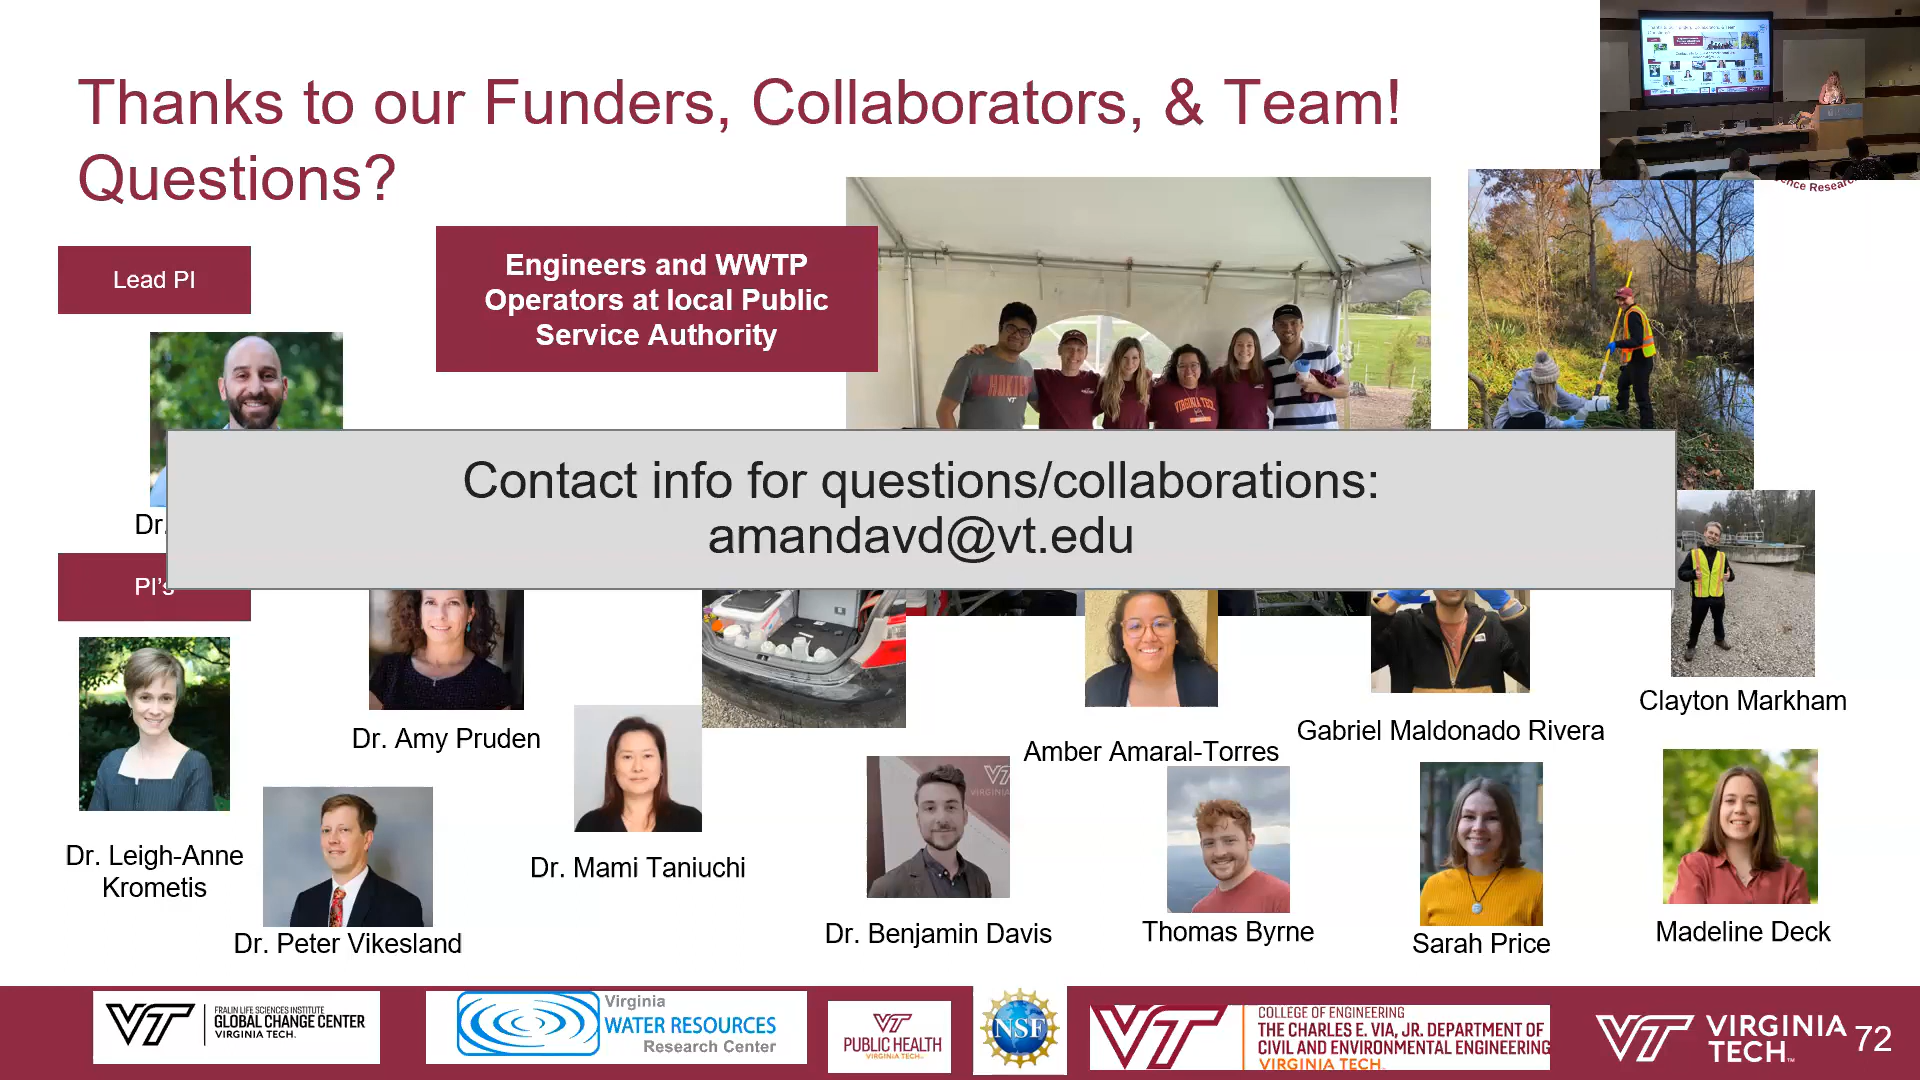 Thanks to our Funders, Collaborators, & Team!
Questions?
Lead PI
Engineers and WWTP
Operators at local Public
Service Authority
Contact info for questions/collaborations:
amandavd@vt.edu
Dr.
PI's
Dr. Amy Pruden
Dr. Leigh-Anne
Krometis
Dr. Peter Vikesland
Dr. Mami Taniuchi
Dr. Benjamin Davis
Amber Amaral-Torres
Thomas Byrne
Gabriel Maldonado Rivera
Sarah Price
Clayton Markham
Madeline Deck
VIRGINIA TECH
VT
FRALIN LIFE SCIENCES INSTITUTE
GLOBAL CHANGE CENTER
VIRGINIA TECH.
Virginia
WATER RESOURCES
Research Center
VT
PUBLIC HEALTH
VIRGINIA TECH.
NSF
VT
COLLEGE OF ENGINEERING
THE CHARLES E. VIA, JR. DEPARTMENT OF
CIVIL AND ENVIRONMENTAL ENGINEERING
VIRGINIA TECH.
VT
VIRGINIA
TECH™
72